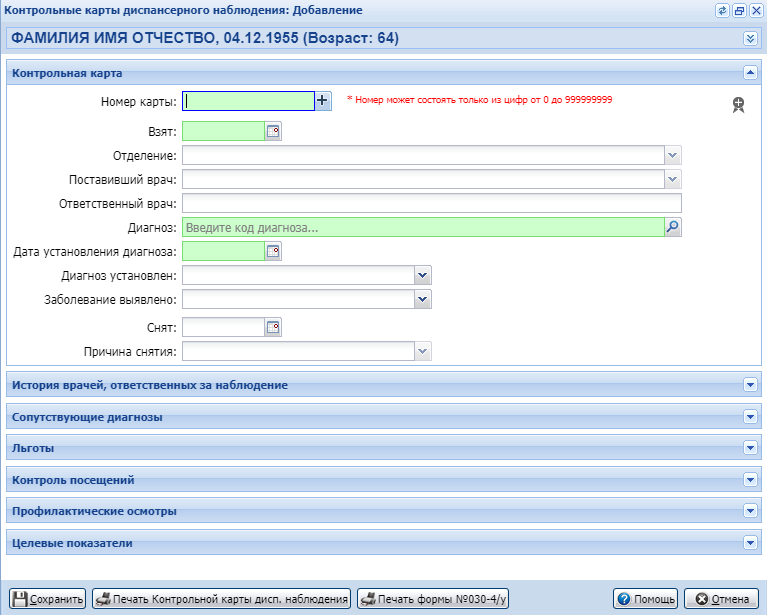 Контрольные карты диспансерного наблюдения: Добавление
ФАМИЛИЯ ИМЯ ОТЧЕСТВО, 04.12.1955 (Возраст: 64)
Контрольная карта
Номер карты: * Номер может состоять только из цифр от 0 до 999999999
Взят:
Отделение:
Поставивший врач:
Ответственный врач:
Диагноз: Введите код диагноза...
Дата установления диагноза:
Диагноз установлен:
Заболевание выявлено:
Снят:
Причина снятия:
История врачей, ответственных за наблюдение
Сопутствующие диагнозы
Льготы
Контроль посещений
Профилактические осмотры
Целевые показатели
Сохранить Печать Контрольной карты дисп. наблюдения Печать формы №030-4/у Помощь Отмена